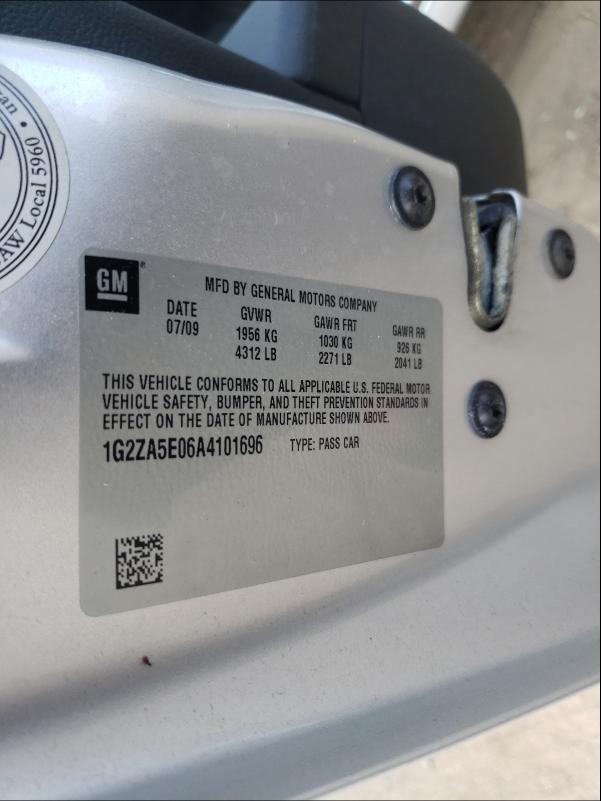 gan •
AW Local 5960 •
GM
MFD BY GENERAL MOTORS COMPANY
DATE GVWR GAWR FRT GAWR RR
07/09 1956 KG 1030 KG 926 KG
4312 LB 2271 LB 2041 LB
THIS VEHICLE CONFORMS TO ALL APPLICABLE U.S. FEDERAL MOTOR
VEHICLE SAFETY, BUMPER, AND THEFT PREVENTION STANDARDS IN
EFFECT ON THE DATE OF MANUFACTURE SHOWN ABOVE.
1G2ZA5E06A4101696 TYPE: PASS CAR